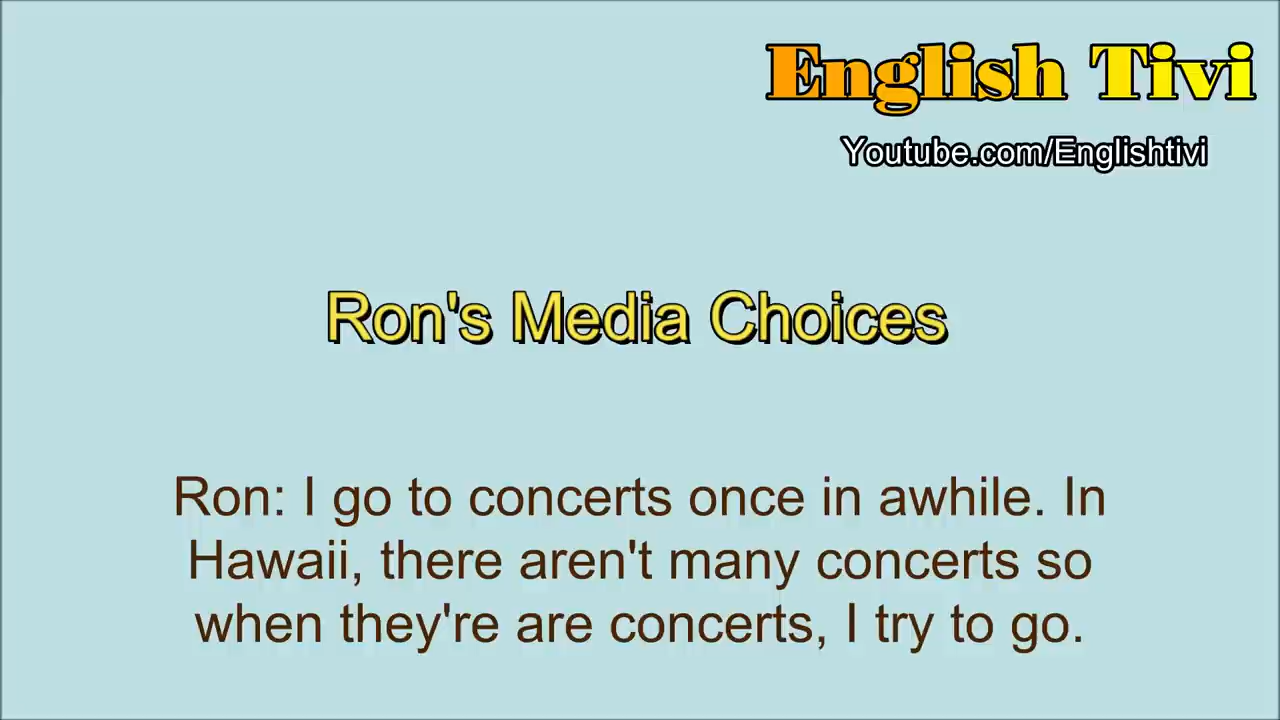 English Tivi
Youtube.com/Englishtivi
Ron's Media Choices
Ron: I go to concerts once in awhile. In
Hawaii, there aren't many concerts so
when they're are concerts, I try to go.